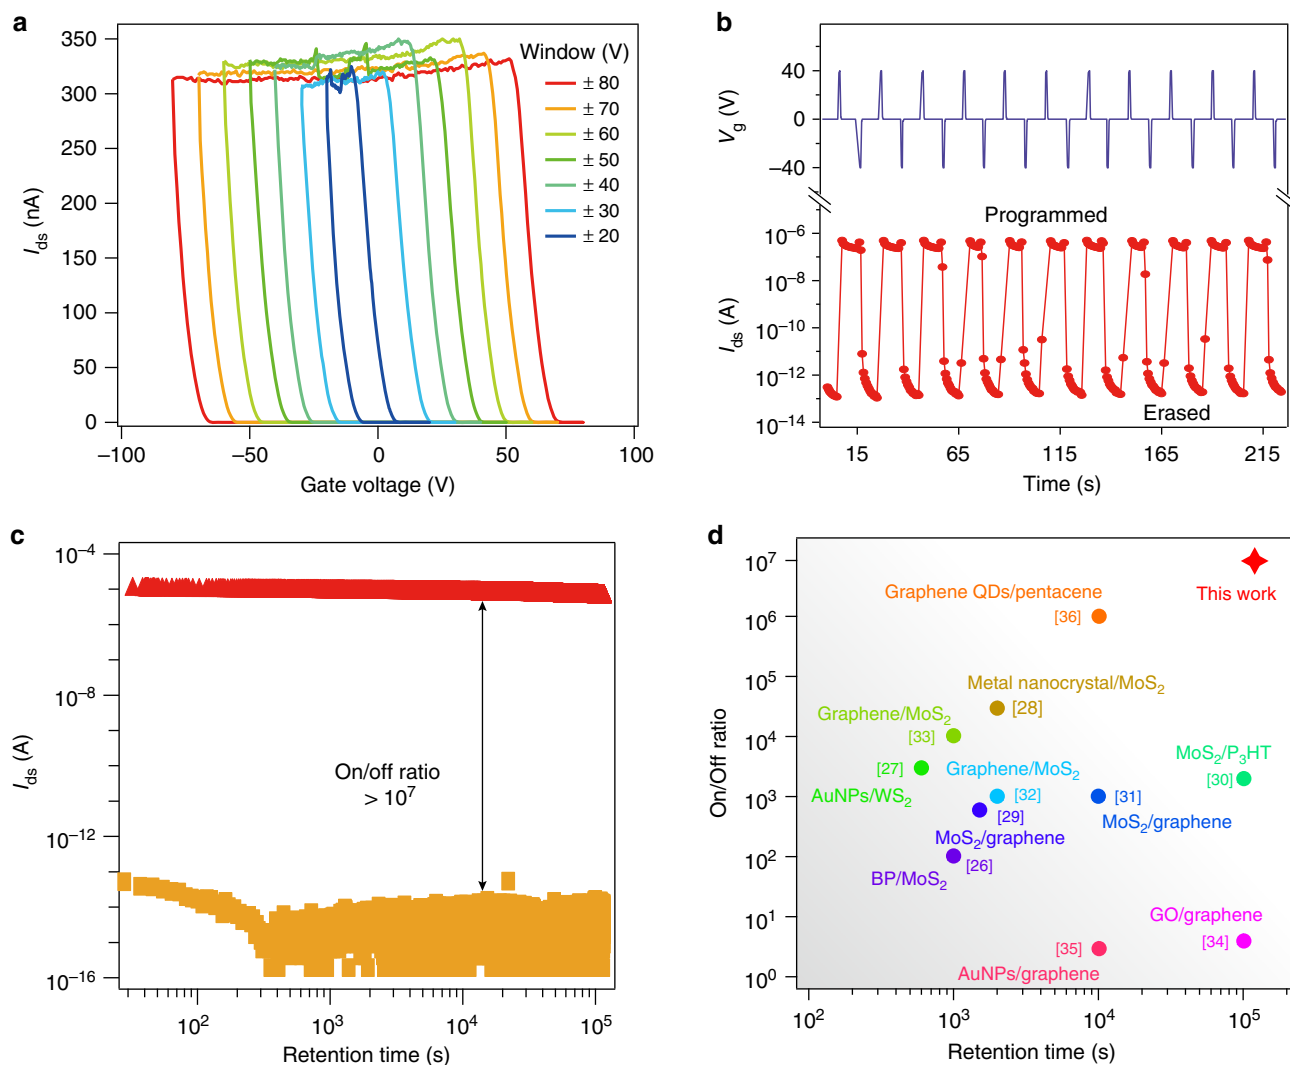 a
350
300
250
200
150
100
50
0
I_ds (nA)
−100
−50
0
50
100
Gate voltage (V)
Window (V)
± 80
± 70
± 60
± 50
± 40
± 30
± 20
b
40
0
−40
V_g (V)
Programmed
10⁻⁶
10⁻⁸
10⁻¹⁰
10⁻¹²
10⁻¹⁴
I_ds (A)
Erased
15
65
115
165
215
Time (s)
c
10⁻⁴
10⁻⁸
10⁻¹²
10⁻¹⁶
I_ds (A)
On/off ratio
> 10⁷
10²
10³
10⁴
10⁵
Retention time (s)
d
10⁷
10⁶
10⁵
10⁴
10³
10²
10¹
10⁰
On/Off ratio
This work
Graphene QDs/pentacene
[36]
Metal nanocrystal/MoS₂
[28]
Graphene/MoS₂
[33]
MoS₂/P₃HT
[30]
[27]
AuNPs/WS₂
Graphene/MoS₂
[32]
[31]
MoS₂/graphene
[29]
MoS₂/graphene
[26]
BP/MoS₂
GO/graphene
[34]
[35]
AuNPs/graphene
10²
10³
10⁴
10⁵
Retention time (s)